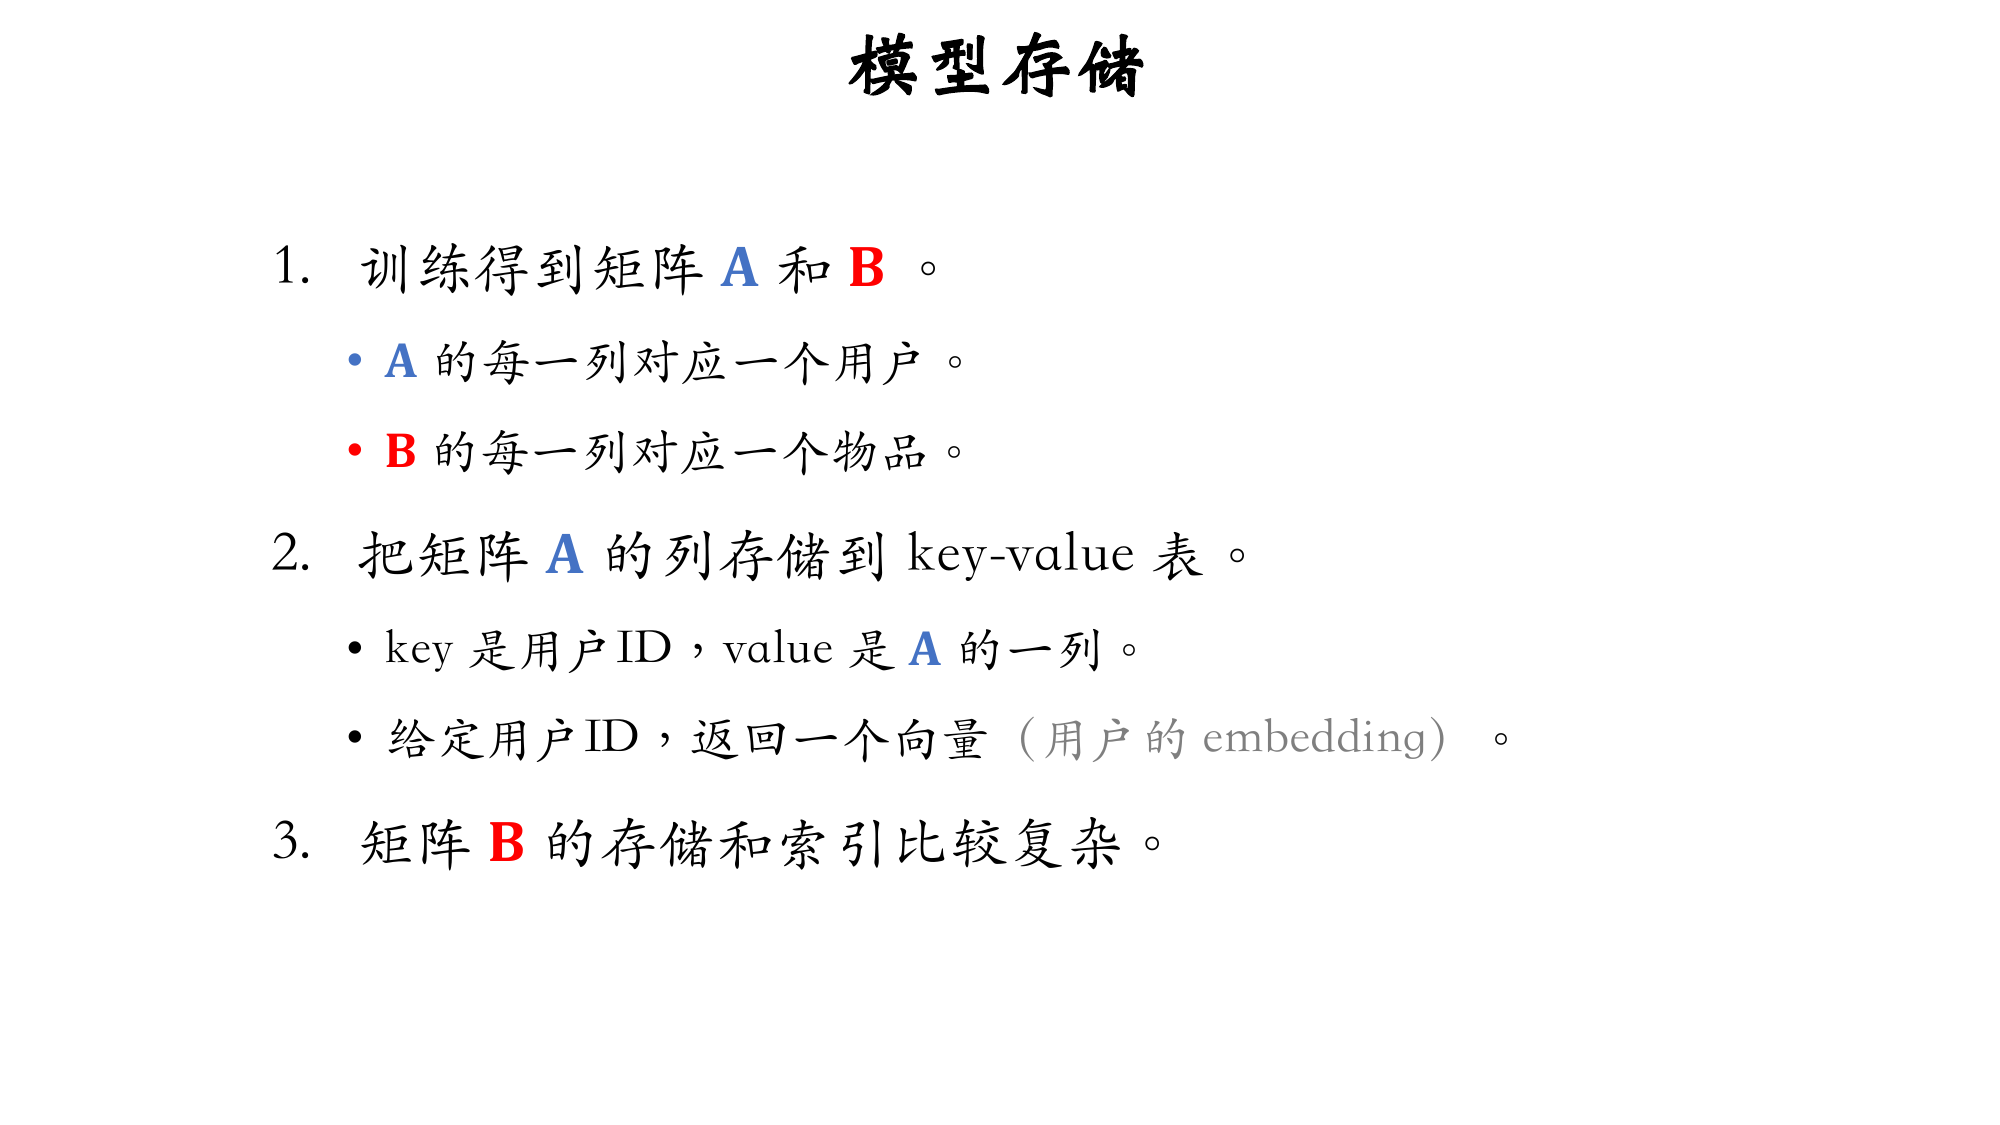 模型存储
1. 训练得到矩阵 A 和 B 。
• A 的每一列对应一个用户。
• B 的每一列对应一个物品。
2. 把矩阵 A 的列存储到 key-value 表。
• key 是用户ID，value 是 A 的一列。
• 给定用户ID，返回一个向量（用户的 embedding）。
3. 矩阵 B 的存储和索引比较复杂。